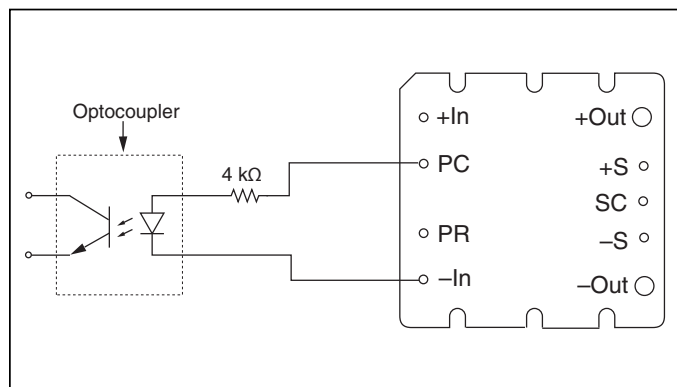 Optocoupler
4 kΩ
+In
PC
PR
–In
+Out
+S
SC
–S
–Out